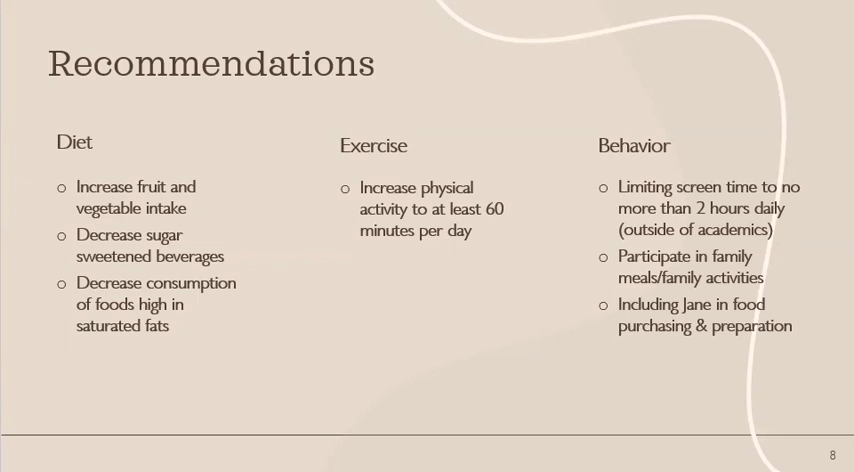 Recommendations
Diet
○ Increase fruit and
vegetable intake
○ Decrease sugar
sweetened beverages
○ Decrease consumption
of foods high in
saturated fats
Exercise
○ Increase physical
activity to at least 60
minutes per day
Behavior
○ Limiting screen time to no
more than 2 hours daily
(outside of academics)
○ Participate in family
meals/family activities
○ Including Jane in food
purchasing & preparation
8